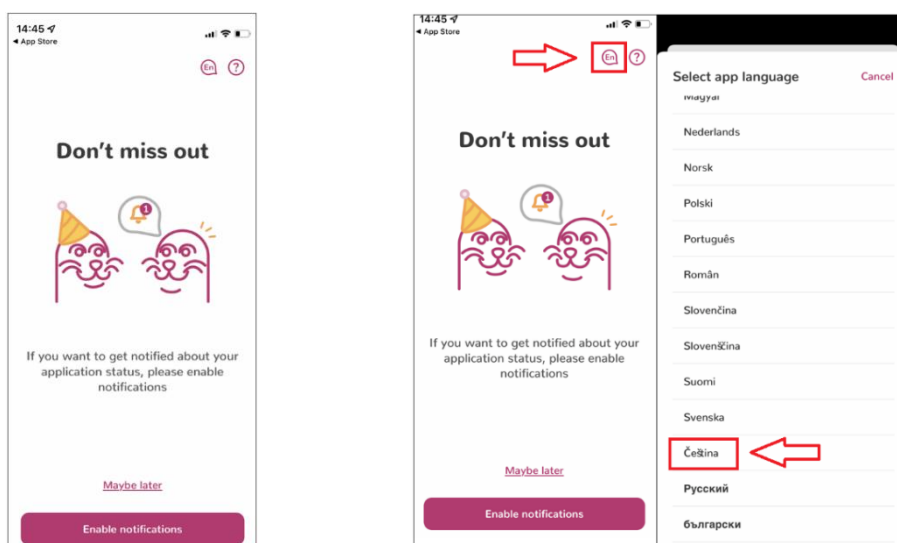 14:45
App Store
En
?
Don't miss out
1
If you want to get notified about your
application status, please enable
notifications
Maybe later
Enable notifications
14:45
App Store
En
?
Don't miss out
1
If you want to get notified about your
application status, please enable
notifications
Maybe later
Enable notifications
Select app language
Cancel
Magyar
Nederlands
Norsk
Polski
Português
Român
Slovenčina
Slovenščina
Suomi
Svenska
Čeština
Русский
български